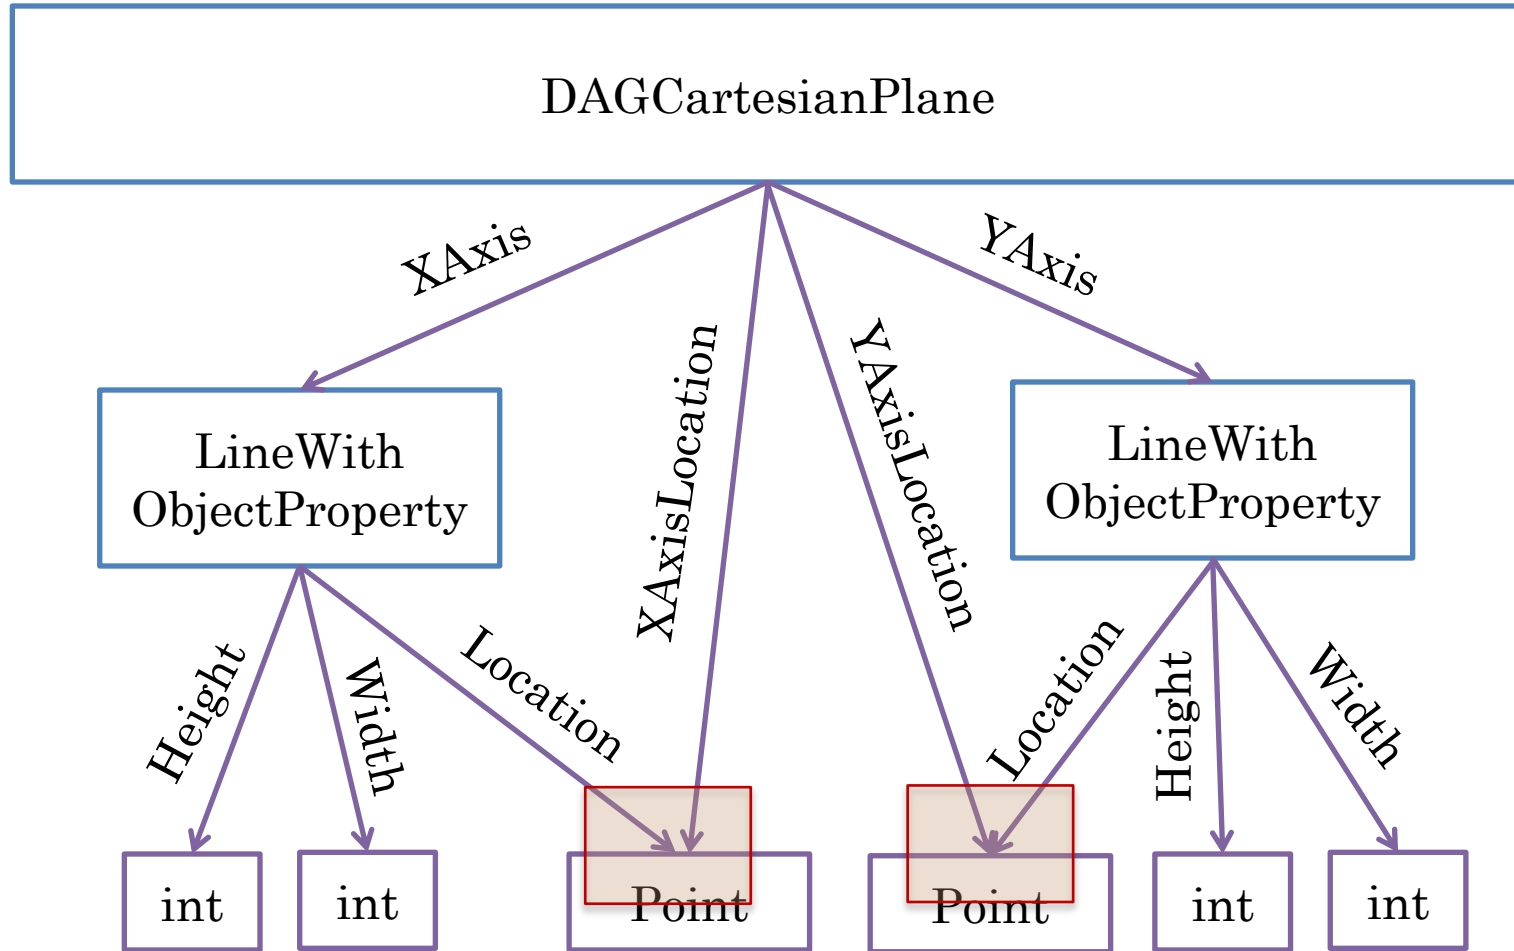 DAGCartesianPlane
XAxis
YAxis
XAxisLocation
YAxisLocation
LineWith
ObjectProperty
LineWith
ObjectProperty
Height
Width
Location
Location
Height
Width
int
int
Point
Point
int
int